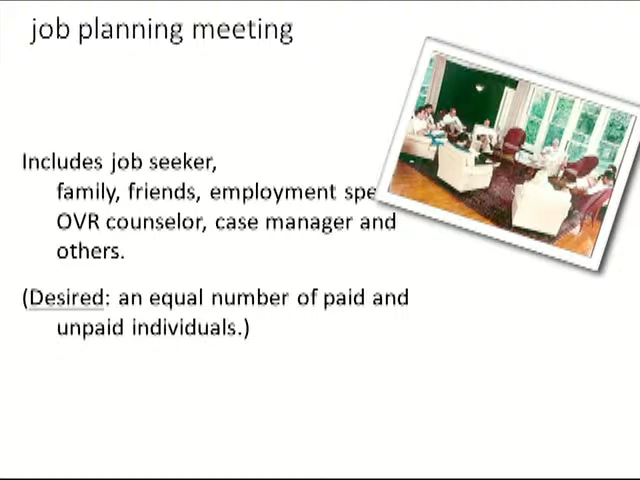 job planning meeting
Includes job seeker,
family, friends, employment
OVR counselor, case manager and
others.
(Desired: an equal number of paid and
unpaid individuals.)